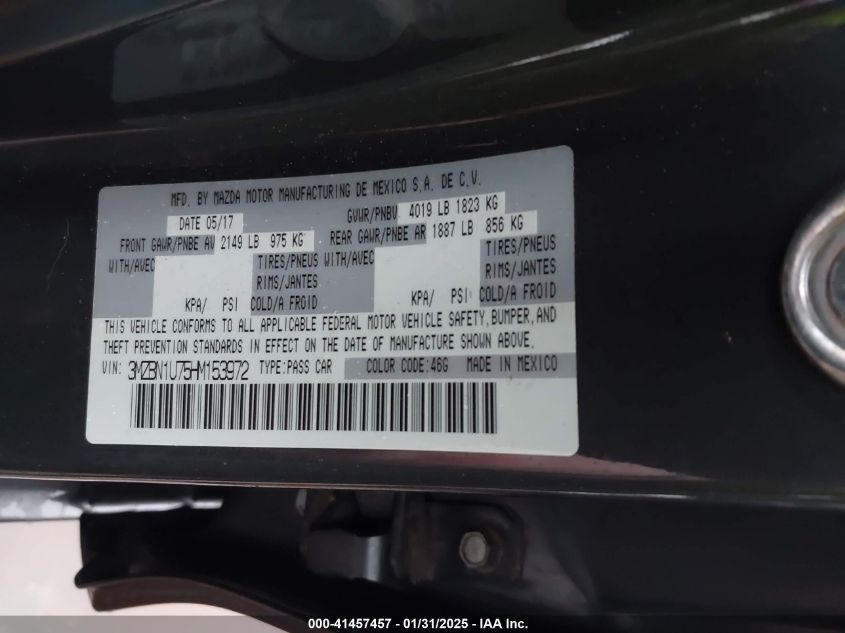 MFD. BY MAZDA MOTOR MANUFACTURING DE MEXICO S.A. DE C.V.
DATE 05/17 GVWR/PNBV 4019 LB 1823 KG
FRONT GAWR/PNBE AV 2149 LB 975 KG REAR GAWR/PNBE AR 1887 LB 856 KG
WITH/AVEC TIRES/PNEUS WITH/AVEC TIRES/PNEUS
RIMS/JANTES RIMS/JANTES
KPA/ PSI COLD/A FROID KPA/ PSI COLD/A FROID
THIS VEHICLE CONFORMS TO ALL APPLICABLE FEDERAL MOTOR VEHICLE SAFETY, BUMPER, AND
THEFT PREVENTION STANDARDS IN EFFECT ON THE DATE OF MANUFACTURE SHOWN ABOVE.
VIN: 3MZBN1U75HM153972 TYPE:PASS CAR COLOR CODE:46G MADE IN MEXICO
000-41457457 - 01/31/2025 - IAA Inc.